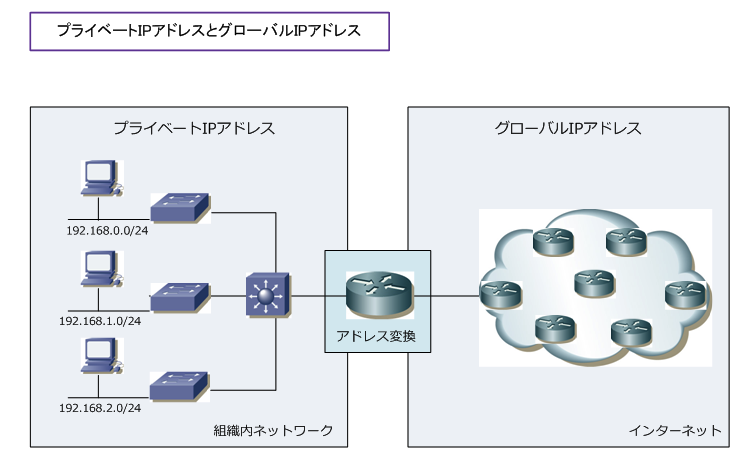 プライベートIPアドレスとグローバルIPアドレス
プライベートIPアドレス
グローバルIPアドレス
192.168.0.0/24
192.168.1.0/24
アドレス変換
192.168.2.0/24
組織内ネットワーク
インターネット